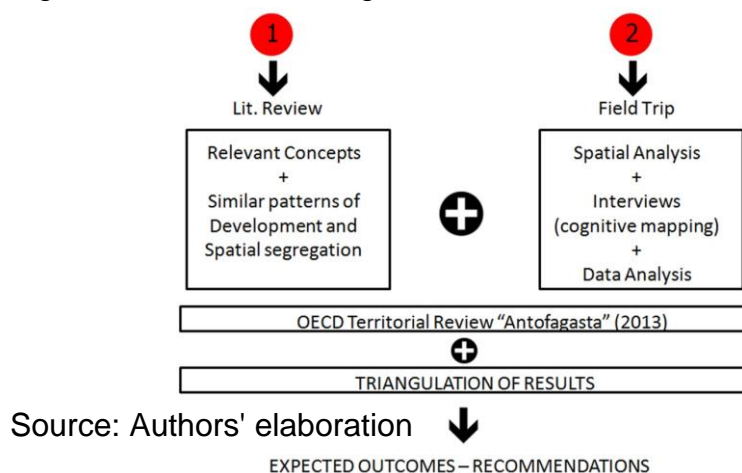 1
2
Lit. Review
Field Trip
Relevant Concepts
+
Similar patterns of
Development and
Spatial segregation
+
Spatial Analysis
+
Interviews
(cognitive mapping)
+
Data Analysis
OECD Territorial Review “Antofagasta” (2013)
+
TRIANGULATION OF RESULTS
Source: Authors' elaboration
EXPECTED OUTCOMES – RECOMMENDATIONS